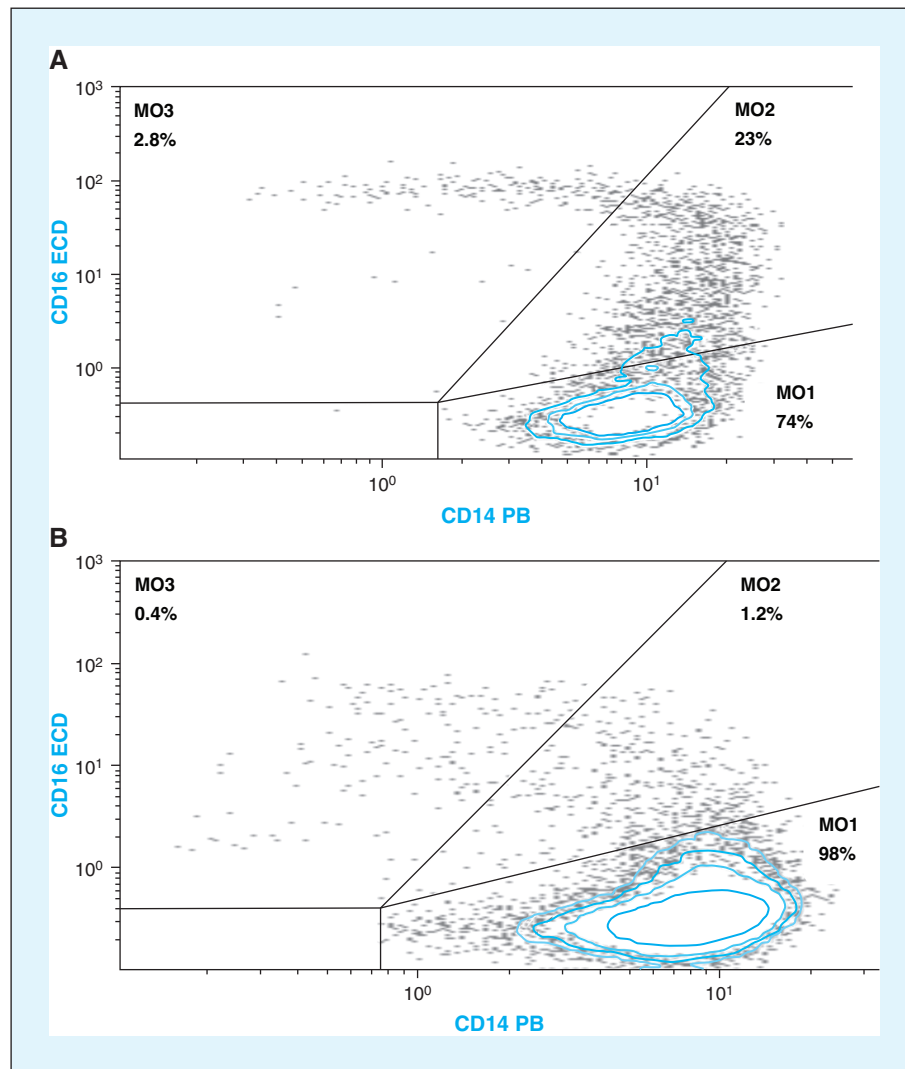 A
10³
10²
10¹
10⁰
CD16 ECD
MO3
2.8%
MO2
23%
MO1
74%
10⁰
10¹
CD14 PB
B
10³
10²
10¹
10⁰
CD16 ECD
MO3
0.4%
MO2
1.2%
MO1
98%
10⁰
10¹
CD14 PB